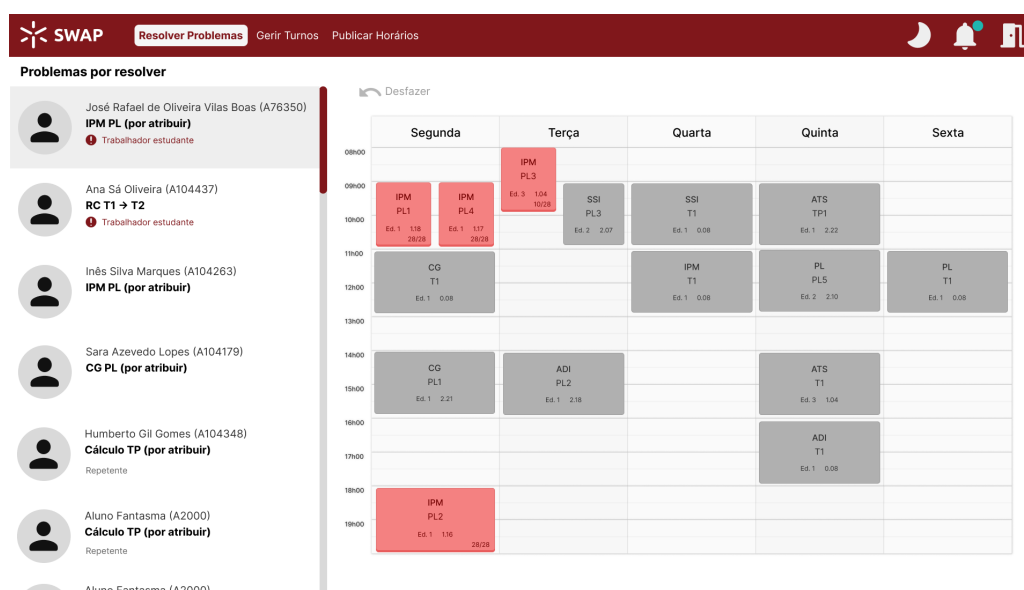 SWAP
Resolver Problemas
Gerir Turnos
Publicar Horários
Problemas por resolver
José Rafael de Oliveira Vilas Boas (A76350)
IPM PL (por atribuir)
Trabalhador estudante
Ana Sá Oliveira (A104437)
RC T1 → T2
Trabalhador estudante
Inês Silva Marques (A104263)
IPM PL (por atribuir)
Sara Azevedo Lopes (A104179)
CG PL (por atribuir)
Humberto Gil Gomes (A104348)
Cálculo TP (por atribuir)
Repetente
Aluno Fantasma (A2000)
Cálculo TP (por atribuir)
Repetente
Aluno Fantasma (A2000)
Desfazer
Segunda Terça Quarta Quinta Sexta
08h00
09h00
10h00
11h00
12h00
13h00
14h00
15h00
16h00
17h00
18h00
19h00
IPM
PL1
Ed. 1 1.18
28/28
IPM
PL4
Ed. 1 1.17
28/28
CG
T1
Ed. 1 0.08
CG
PL1
Ed. 1 2.21
IPM
PL2
Ed. 1 1.16
28/28
IPM
PL3
Ed. 3 1.04
10/28
SSI
PL3
Ed. 2 2.07
ADI
PL2
Ed. 1 2.18
SSI
T1
Ed. 1 0.08
IPM
T1
Ed. 1 0.08
ATS
TP1
Ed. 1 2.22
PL
PL5
Ed. 2 2.10
ATS
T1
Ed. 3 1.04
ADI
T1
Ed. 1 0.08
PL
T1
Ed. 1 0.08